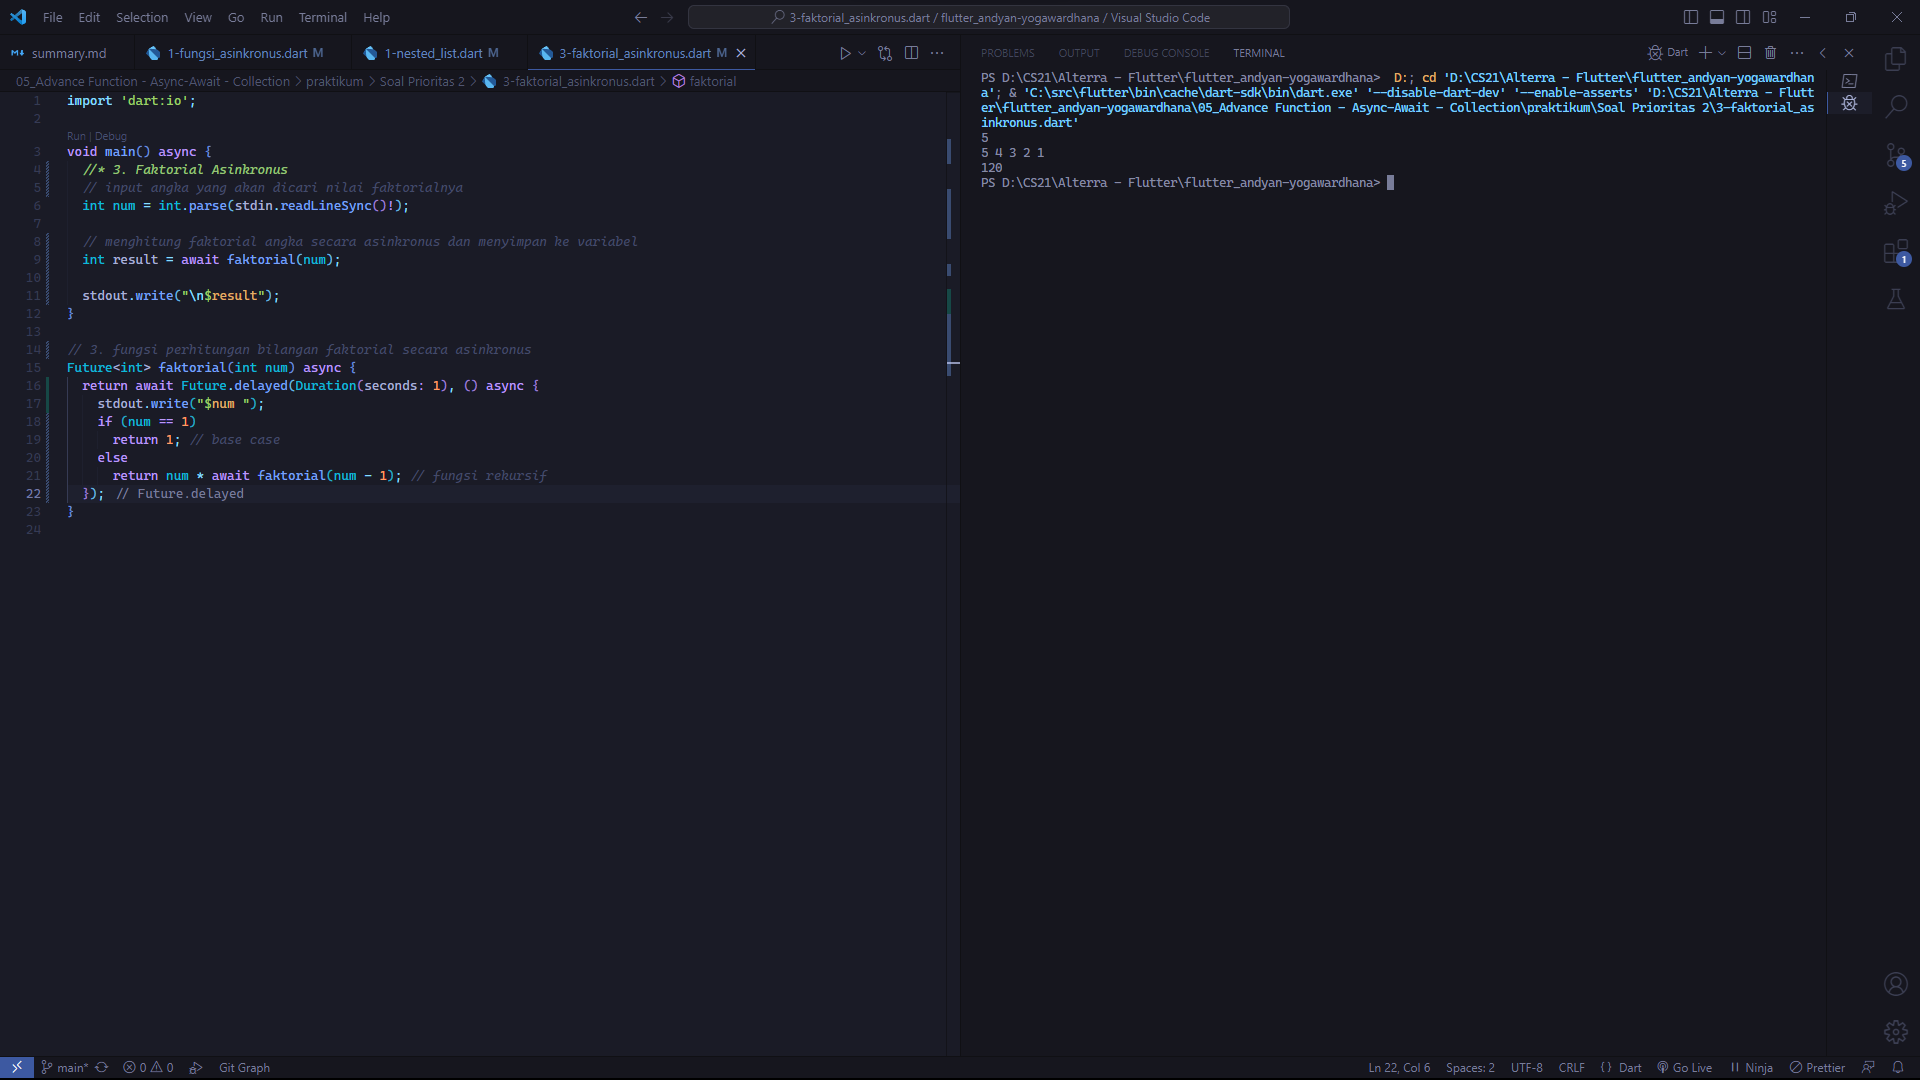 File Edit Selection View Go Run Terminal Help
3-faktorial_asinkronus.dart / flutter_andyan-yogawardhana / Visual Studio Code
summary.md 1-fungsi_asinkronus.dart M 1-nested_list.dart M 3-faktorial_asinkronus.dart M
05_Advance Function - Async-Await - Collection > praktikum > Soal Prioritas 2 > 3-faktorial_asinkronus.dart > faktorial
1 import 'dart:io';
2
Run | Debug
3 void main() async {
4 //* 3. Faktorial Asinkronus
5 // input angka yang akan dicari nilai faktorialnya
6 int num = int.parse(stdin.readLineSync()!);
7
8 // menghitung faktorial angka secara asinkronus dan menyimpan ke variabel
9 int result = await faktorial(num);
10
11 stdout.write("\n$result");
12 }
13
14 // 3. fungsi perhitungan bilangan faktorial secara asinkronus
15 Future<int> faktorial(int num) async {
16 return await Future.delayed(Duration(seconds: 1), () async {
17 stdout.write("$num ");
18 if (num == 1)
19 return 1; // base case
20 else
21 return num * await faktorial(num - 1); // fungsi rekursif
22 }); // Future.delayed
23 }
24
PROBLEMS OUTPUT DEBUG CONSOLE TERMINAL
Dart
PS D:\CS21\Alterra - Flutter\flutter_andyan-yogawardhana> D:; cd 'D:\CS21\Alterra - Flutter\flutter_andyan-yogawardhan
a'; & 'C:\src\flutter\bin\cache\dart-sdk\bin\dart.exe' '--disable-dart-dev' '--enable-asserts' 'D:\CS21\Alterra - Flutt
er\flutter_andyan-yogawardhana\05_Advance Function - Async-Await - Collection\praktikum\Soal Prioritas 2\3-faktorial_as
inkronus.dart'
5
5 4 3 2 1
120
PS D:\CS21\Alterra - Flutter\flutter_andyan-yogawardhana>
5
1
main* 0 0 Git Graph
Ln 22, Col 6 Spaces: 2 UTF-8 CRLF { } Dart Go Live Ninja Prettier